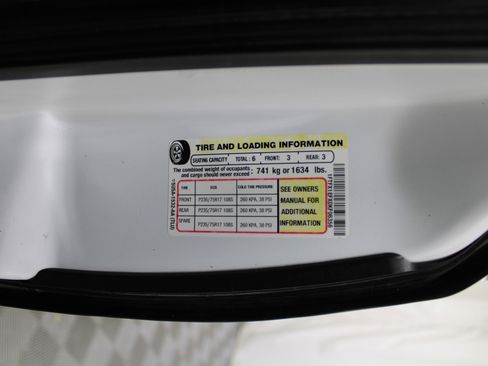 TIRE AND LOADING INFORMATION
SEATING CAPACITY TOTAL : 6 FRONT: 3 REAR: 3
The combined weight of occupants and cargo should never exceed : 741 kg or 1634 lbs.
TIRE SIZE COLD TIRE PRESSURE
FRONT P235/75R17 108S 260 KPA, 38 PSI
REAR P235/75R17 108S 260 KPA, 38 PSI
SPARE P235/75R17 108S 260 KPA, 38 PSI
SEE OWNERS
MANUAL FOR
ADDITIONAL
INFORMATION